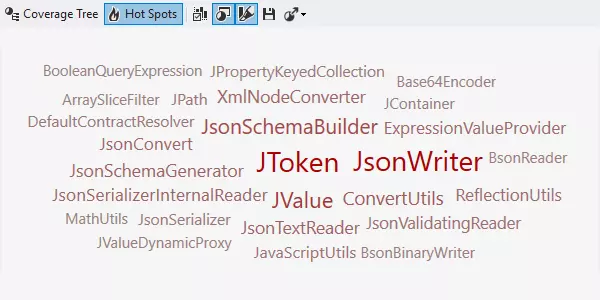 Coverage Tree Hot Spots
BooleanQueryExpression JPropertyKeyedCollection
Base64Encoder
ArraySliceFilter JPath XmlNodeConverter JContainer
DefaultContractResolver JsonSchemaBuilder ExpressionValueProvider
JsonConvert
JsonSchemaGenerator JToken JsonWriter BsonReader
JsonSerializerInternalReader JValue ConvertUtils ReflectionUtils
MathUtils JsonSerializer JsonTextReader JsonValidatingReader
JValueDynamicProxy
JavaScriptUtils BsonBinaryWriter